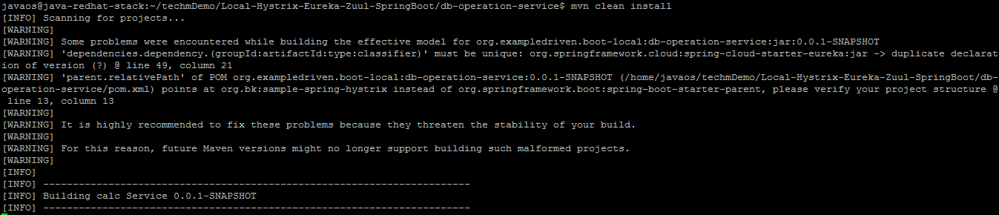 javaos@java-redhat-stack:~/techmDemo/Local-Hystrix-Eureka-Zuul-SpringBoot/db-operation-service$ mvn clean install
[INFO] Scanning for projects...
[WARNING]
[WARNING] Some problems were encountered while building the effective model for org.exampledriven.boot-local:db-operation-service:jar:0.0.1-SNAPSHOT
[WARNING] 'dependencies.dependency.(groupId:artifactId:type:classifier)' must be unique: org.springframework.cloud:spring-cloud-starter-eureka:jar -> duplicate declarat
ion of version (?) @ line 49, column 21
[WARNING] 'parent.relativePath' of POM org.exampledriven.boot-local:db-operation-service:0.0.1-SNAPSHOT (/home/javaos/techmDemo/Local-Hystrix-Eureka-Zuul-SpringBoot/db-
operation-service/pom.xml) points at org.bk:sample-spring-hystrix instead of org.springframework.boot:spring-boot-starter-parent, please verify your project structure @
 line 13, column 13
[WARNING]
[WARNING] It is highly recommended to fix these problems because they threaten the stability of your build.
[WARNING]
[WARNING] For this reason, future Maven versions might no longer support building such malformed projects.
[WARNING]
[INFO]
[INFO] ------------------------------------------------------------------------
[INFO] Building calc Service 0.0.1-SNAPSHOT
[INFO] ------------------------------------------------------------------------